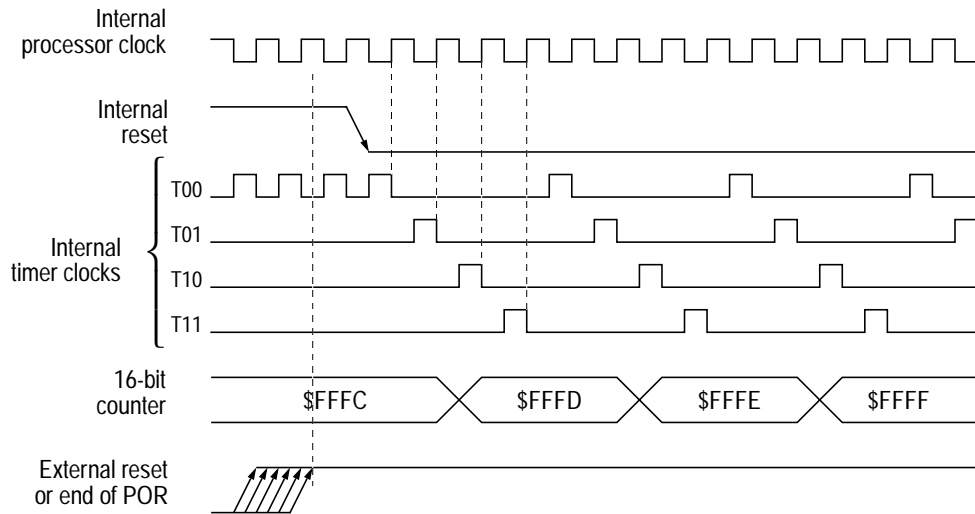 Internal
processor clock
Internal
reset
T00
T01
Internal
timer clocks
T10
T11
16-bit
counter
$FFFC $FFFD $FFFE $FFFF
External reset
or end of POR